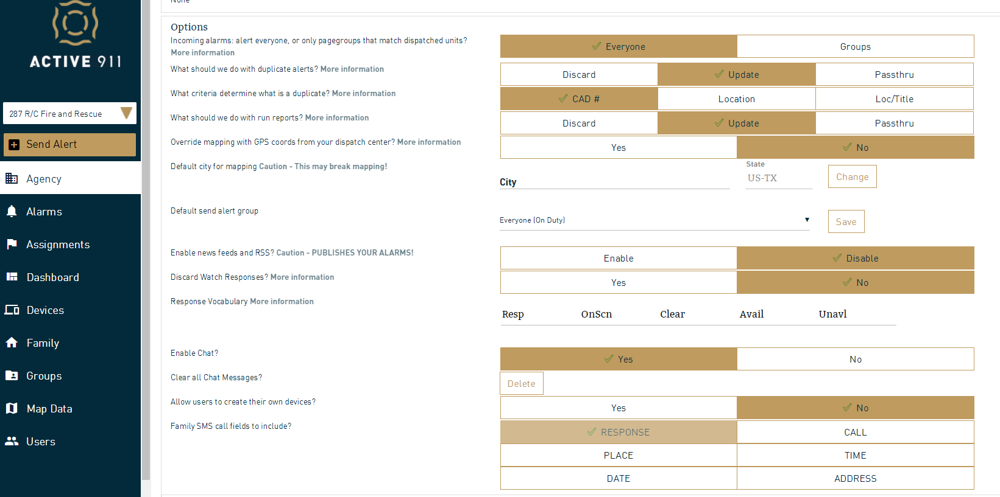 None
ACTIVE 911
287 R/C Fire and Rescue
Send Alert
Agency
Alarms
Assignments
Dashboard
Devices
Family
Groups
Map Data
Users
Options
Incoming alarms: alert everyone, or only pagegroups that match dispatched units?
More information
Everyone Groups
What should we do with duplicate alerts? More information
Discard Update Passthru
What criteria determine what is a duplicate? More information
CAD # Location Loc/Title
What should we do with run reports? More information
Discard Update Passthru
Override mapping with GPS coords from your dispatch center? More information
Yes No
Default city for mapping Caution - This may break mapping!
City
State
US-TX
Change
Default send alert group
Everyone (On Duty)
Save
Enable news feeds and RSS? Caution - PUBLISHES YOUR ALARMS!
Enable Disable
Discard Watch Responses? More information
Yes No
Response Vocabulary More information
Resp OnScn Clear Avail Unavl
Enable Chat?
Yes No
Clear all Chat Messages?
Delete
Allow users to create their own devices?
Yes No
Family SMS call fields to include?
RESPONSE CALL
PLACE TIME
DATE ADDRESS